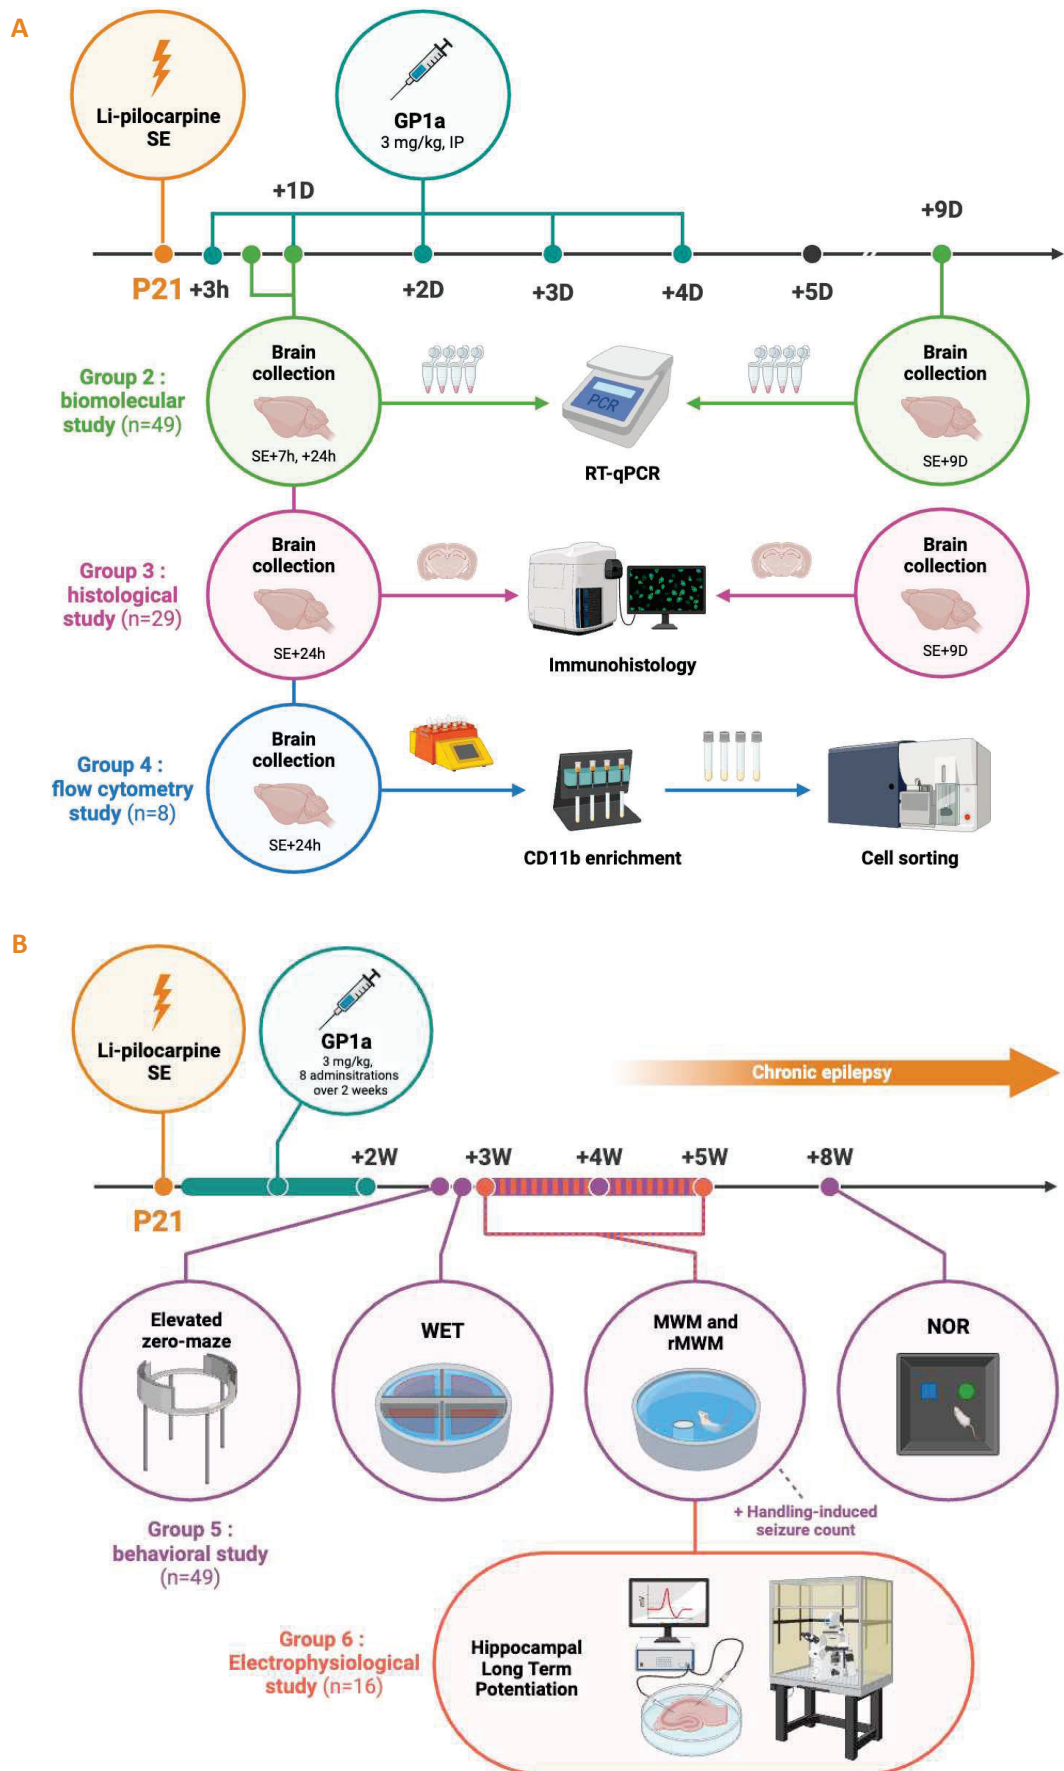 A
Li-pilocarpine
SE
GP1a
3 mg/kg, IP
+1D
+9D
P21
+3h
+2D
+3D
+4D
+5D
Group 2 :
biomolecular
study (n=49)
Brain
collection
SE+7h, +24h
PCR
RT-qPCR
Brain
collection
SE+9D
Group 3 :
histological
study (n=29)
Brain
collection
SE+24h
Immunohistology
Brain
collection
SE+9D
Group 4 :
flow cytometry
study (n=8)
Brain
collection
SE+24h
CD11b enrichment
Cell sorting
B
Li-pilocarpine
SE
GP1a
3 mg/kg,
8 adminsitrations
over 2 weeks
Chronic epilepsy
+2W
+3W
+4W
+5W
+8W
P21
Elevated
zero-maze
WET
MWM and
rMWM
NOR
+ Handling-induced
seizure count
Group 5 :
behavioral study
(n=49)
Group 6 :
Electrophysiological
study (n=16)
Hippocampal
Long Term
Potentiation
mV